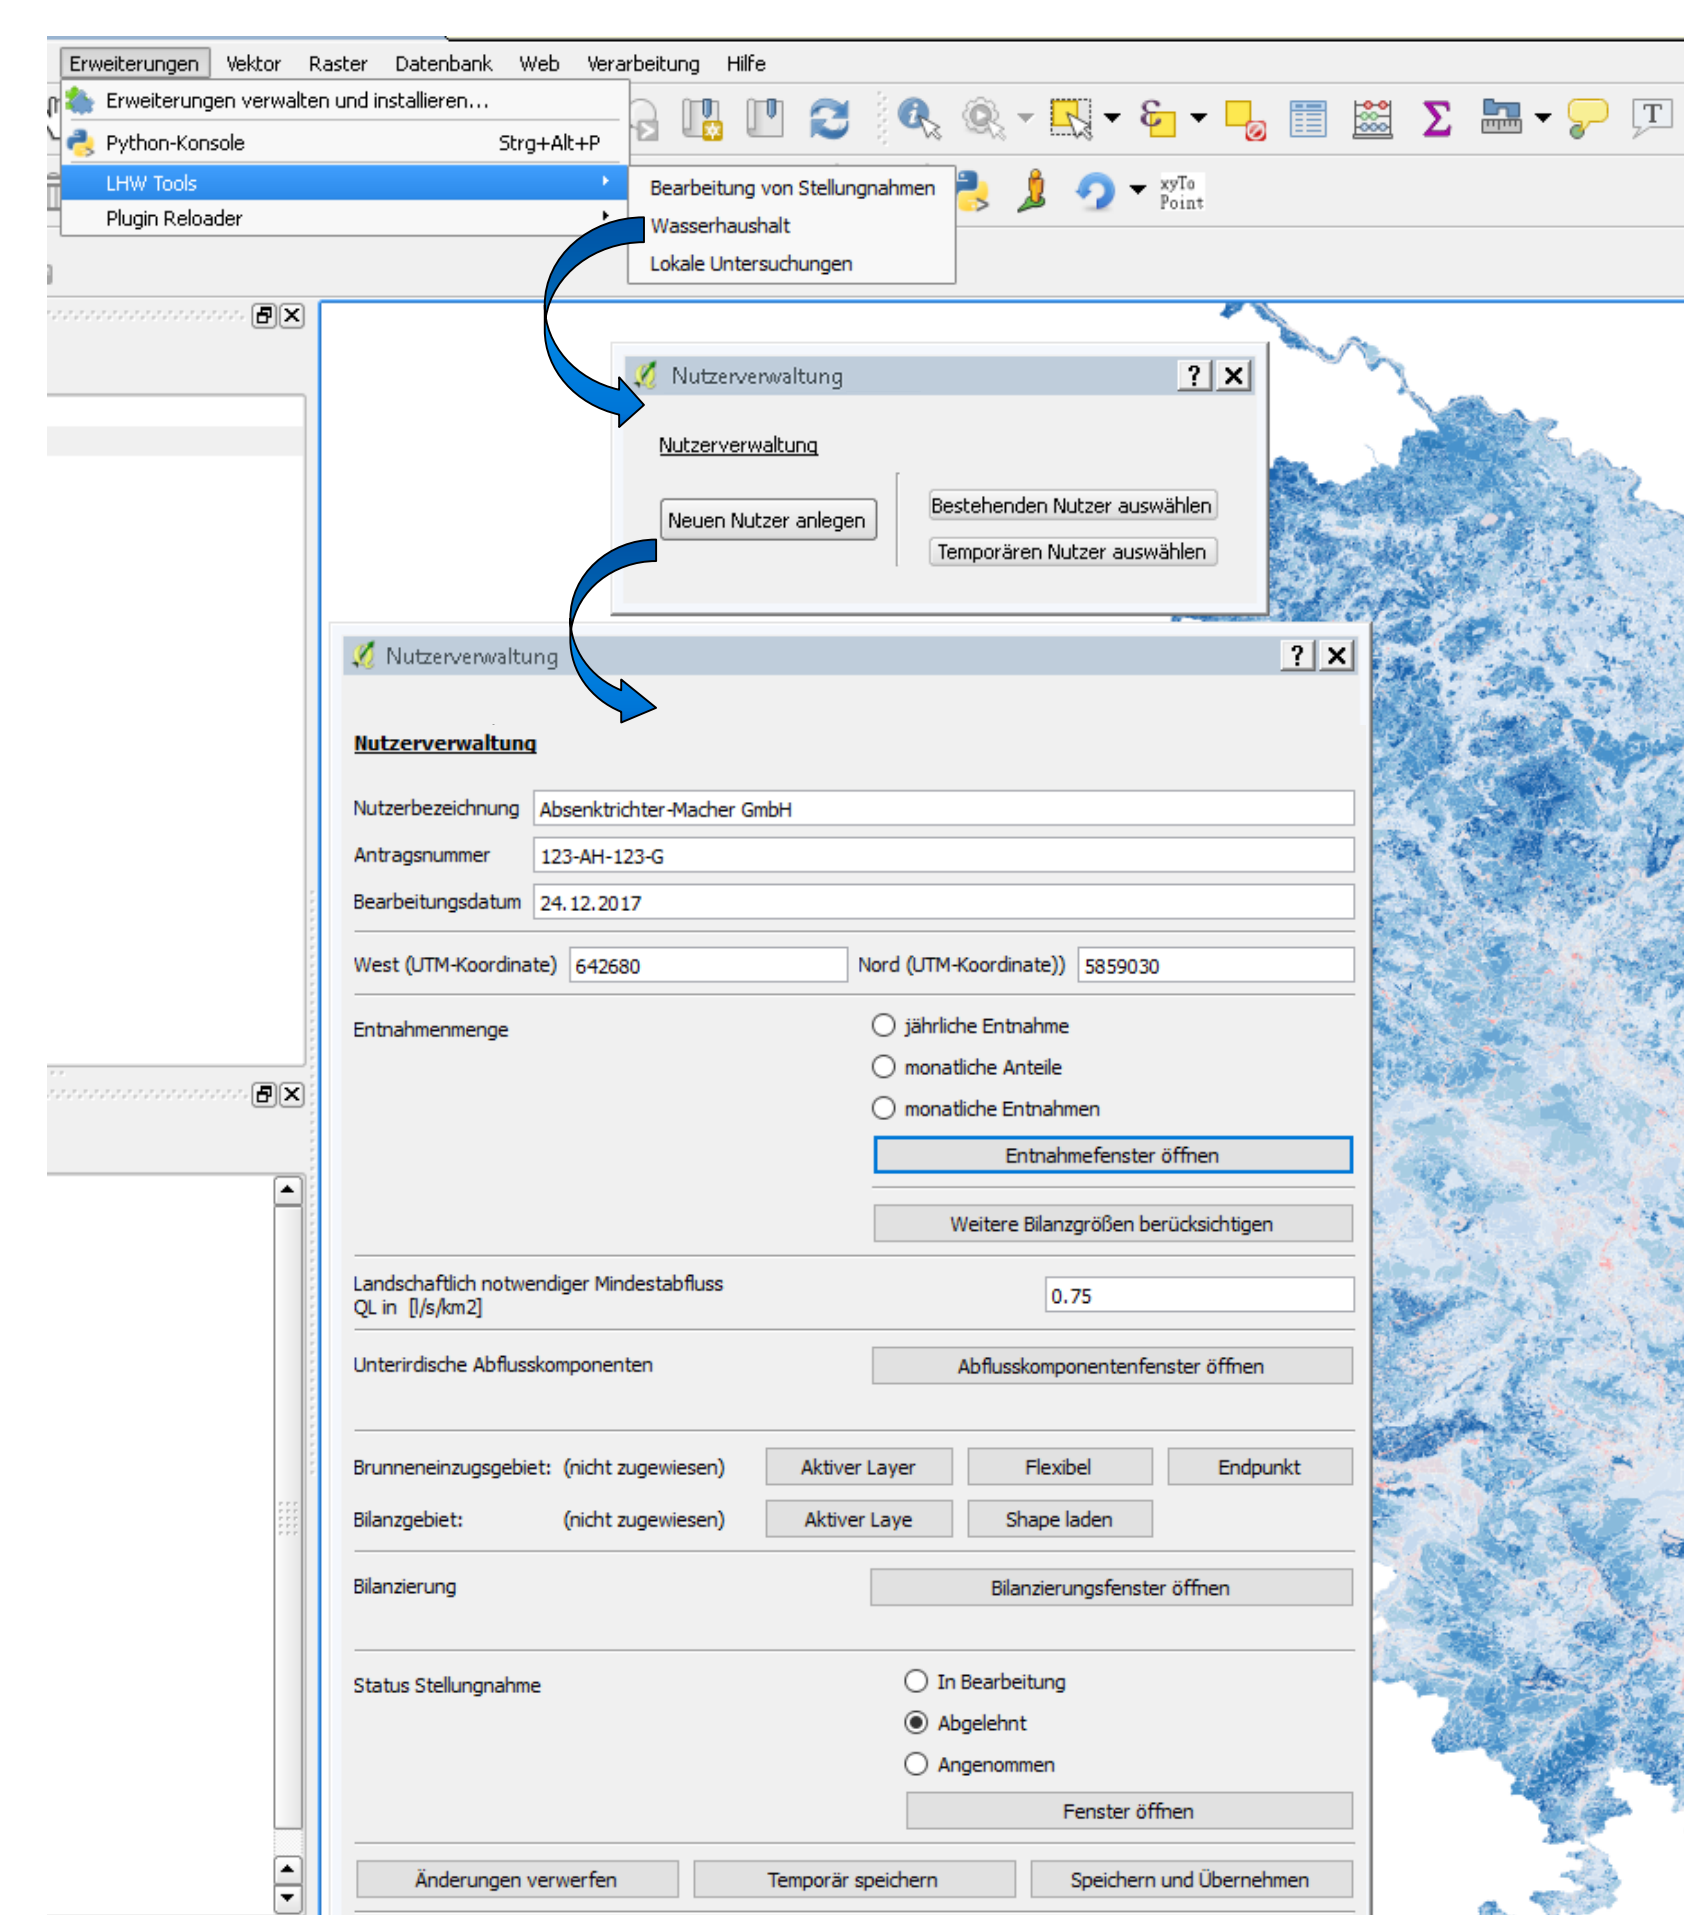 Erweiterungen Vektor Raster Datenbank Web Verarbeitung Hilfe
Erweiterungen verwalten und installieren...
Python-Konsole Strg+Alt+P
LHW Tools
Plugin Reloader
Bearbeitung von Stellungnahmen
Wasserhaushalt
Lokale Untersuchungen
xyTo
Point
Nutzerverwaltung
Nutzerverwaltung
Neuen Nutzer anlegen
Bestehenden Nutzer auswählen
Temporären Nutzer auswählen
Nutzerverwaltung
Nutzerverwaltung
Nutzerbezeichnung Absenktrichter-Macher GmbH
Antragsnummer 123-AH-123-G
Bearbeitungsdatum 24.12.2017
West (UTM-Koordinate) 642680 Nord (UTM-Koordinate)) 5859030
Entnahmenmenge
jährliche Entnahme
monatliche Anteile
monatliche Entnahmen
Entnahmefenster öffnen
Weitere Bilanzgrößen berücksichtigen
Landschaftlich notwendiger Mindestabfluss
QL in [l/s/km2] 0.75
Unterirdische Abflusskomponenten Abflusskomponentenfenster öffnen
Brunneneinzugsgebiet: (nicht zugewiesen) Aktiver Layer Flexibel Endpunkt
Bilanzgebiet: (nicht zugewiesen) Aktiver Laye Shape laden
Bilanzierung Bilanzierungsfenster öffnen
Status Stellungnahme
In Bearbeitung
Abgelehnt
Angenommen
Fenster öffnen
Änderungen verwerfen Temporär speichern Speichern und Übernehmen